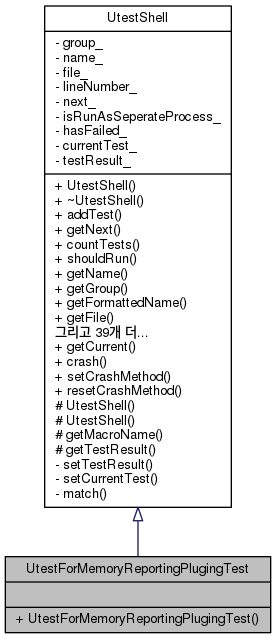 UtestShell
- group_
- name_
- file_
- lineNumber_
- next_
- isRunAsSeperateProcess_
- hasFailed_
- currentTest_
- testResult_
+ UtestShell()
+ ~UtestShell()
+ addTest()
+ getNext()
+ countTests()
+ shouldRun()
+ getName()
+ getGroup()
+ getFormattedName()
+ getFile()
그리고 39개 더...
+ getCurrent()
+ crash()
+ setCrashMethod()
+ resetCrashMethod()
# UtestShell()
# UtestShell()
# getMacroName()
# getTestResult()
- setTestResult()
- setCurrentTest()
- match()
UtestForMemoryReportingPlugingTest
+ UtestForMemoryReportingPlugingTest()